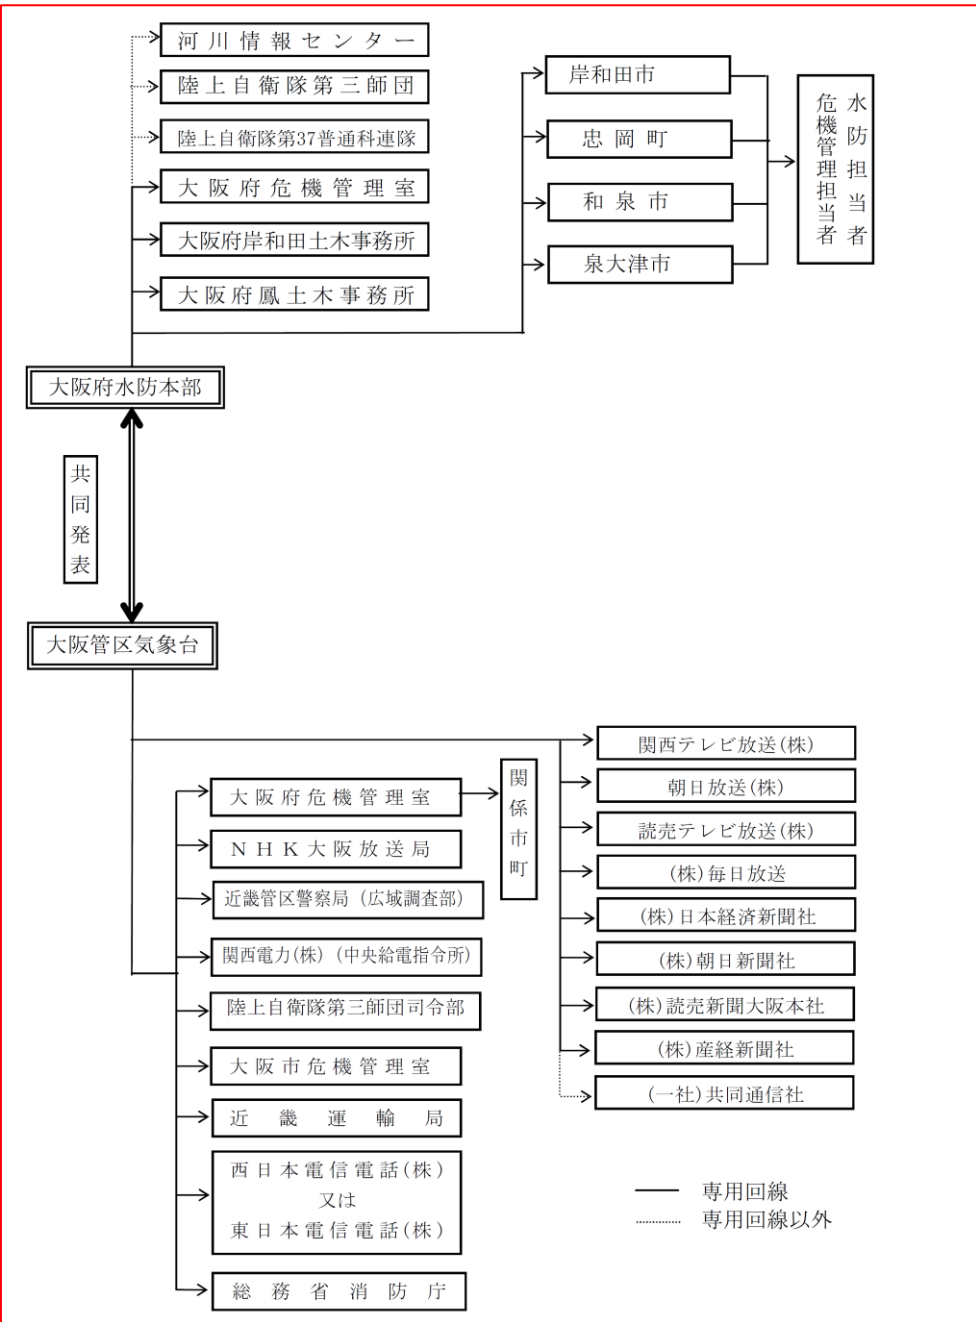 河川情報センター
陸上自衛隊第三師団
陸上自衛隊第37普通科連隊
大阪府危機管理室
大阪府岸和田土木事務所
大阪府鳳土木事務所
岸和田市
忠岡町
和泉市
泉大津市
水防担当者
危機管理担当者
大阪府水防本部
共同発表
大阪管区気象台
大阪府危機管理室
関係市町
NHK大阪放送局
近畿管区警察局（広域調査部）
関西電力(株)（中央給電指令所）
陸上自衛隊第三師団司令部
大阪市危機管理室
近畿運輸局
西日本電信電話(株)
又は
東日本電信電話(株)
総務省消防庁
関西テレビ放送(株)
朝日放送(株)
読売テレビ放送(株)
(株)毎日放送
(株)日本経済新聞社
(株)朝日新聞社
(株)読売新聞大阪本社
(株)産経新聞社
(一社)共同通信社
専用回線
専用回線以外